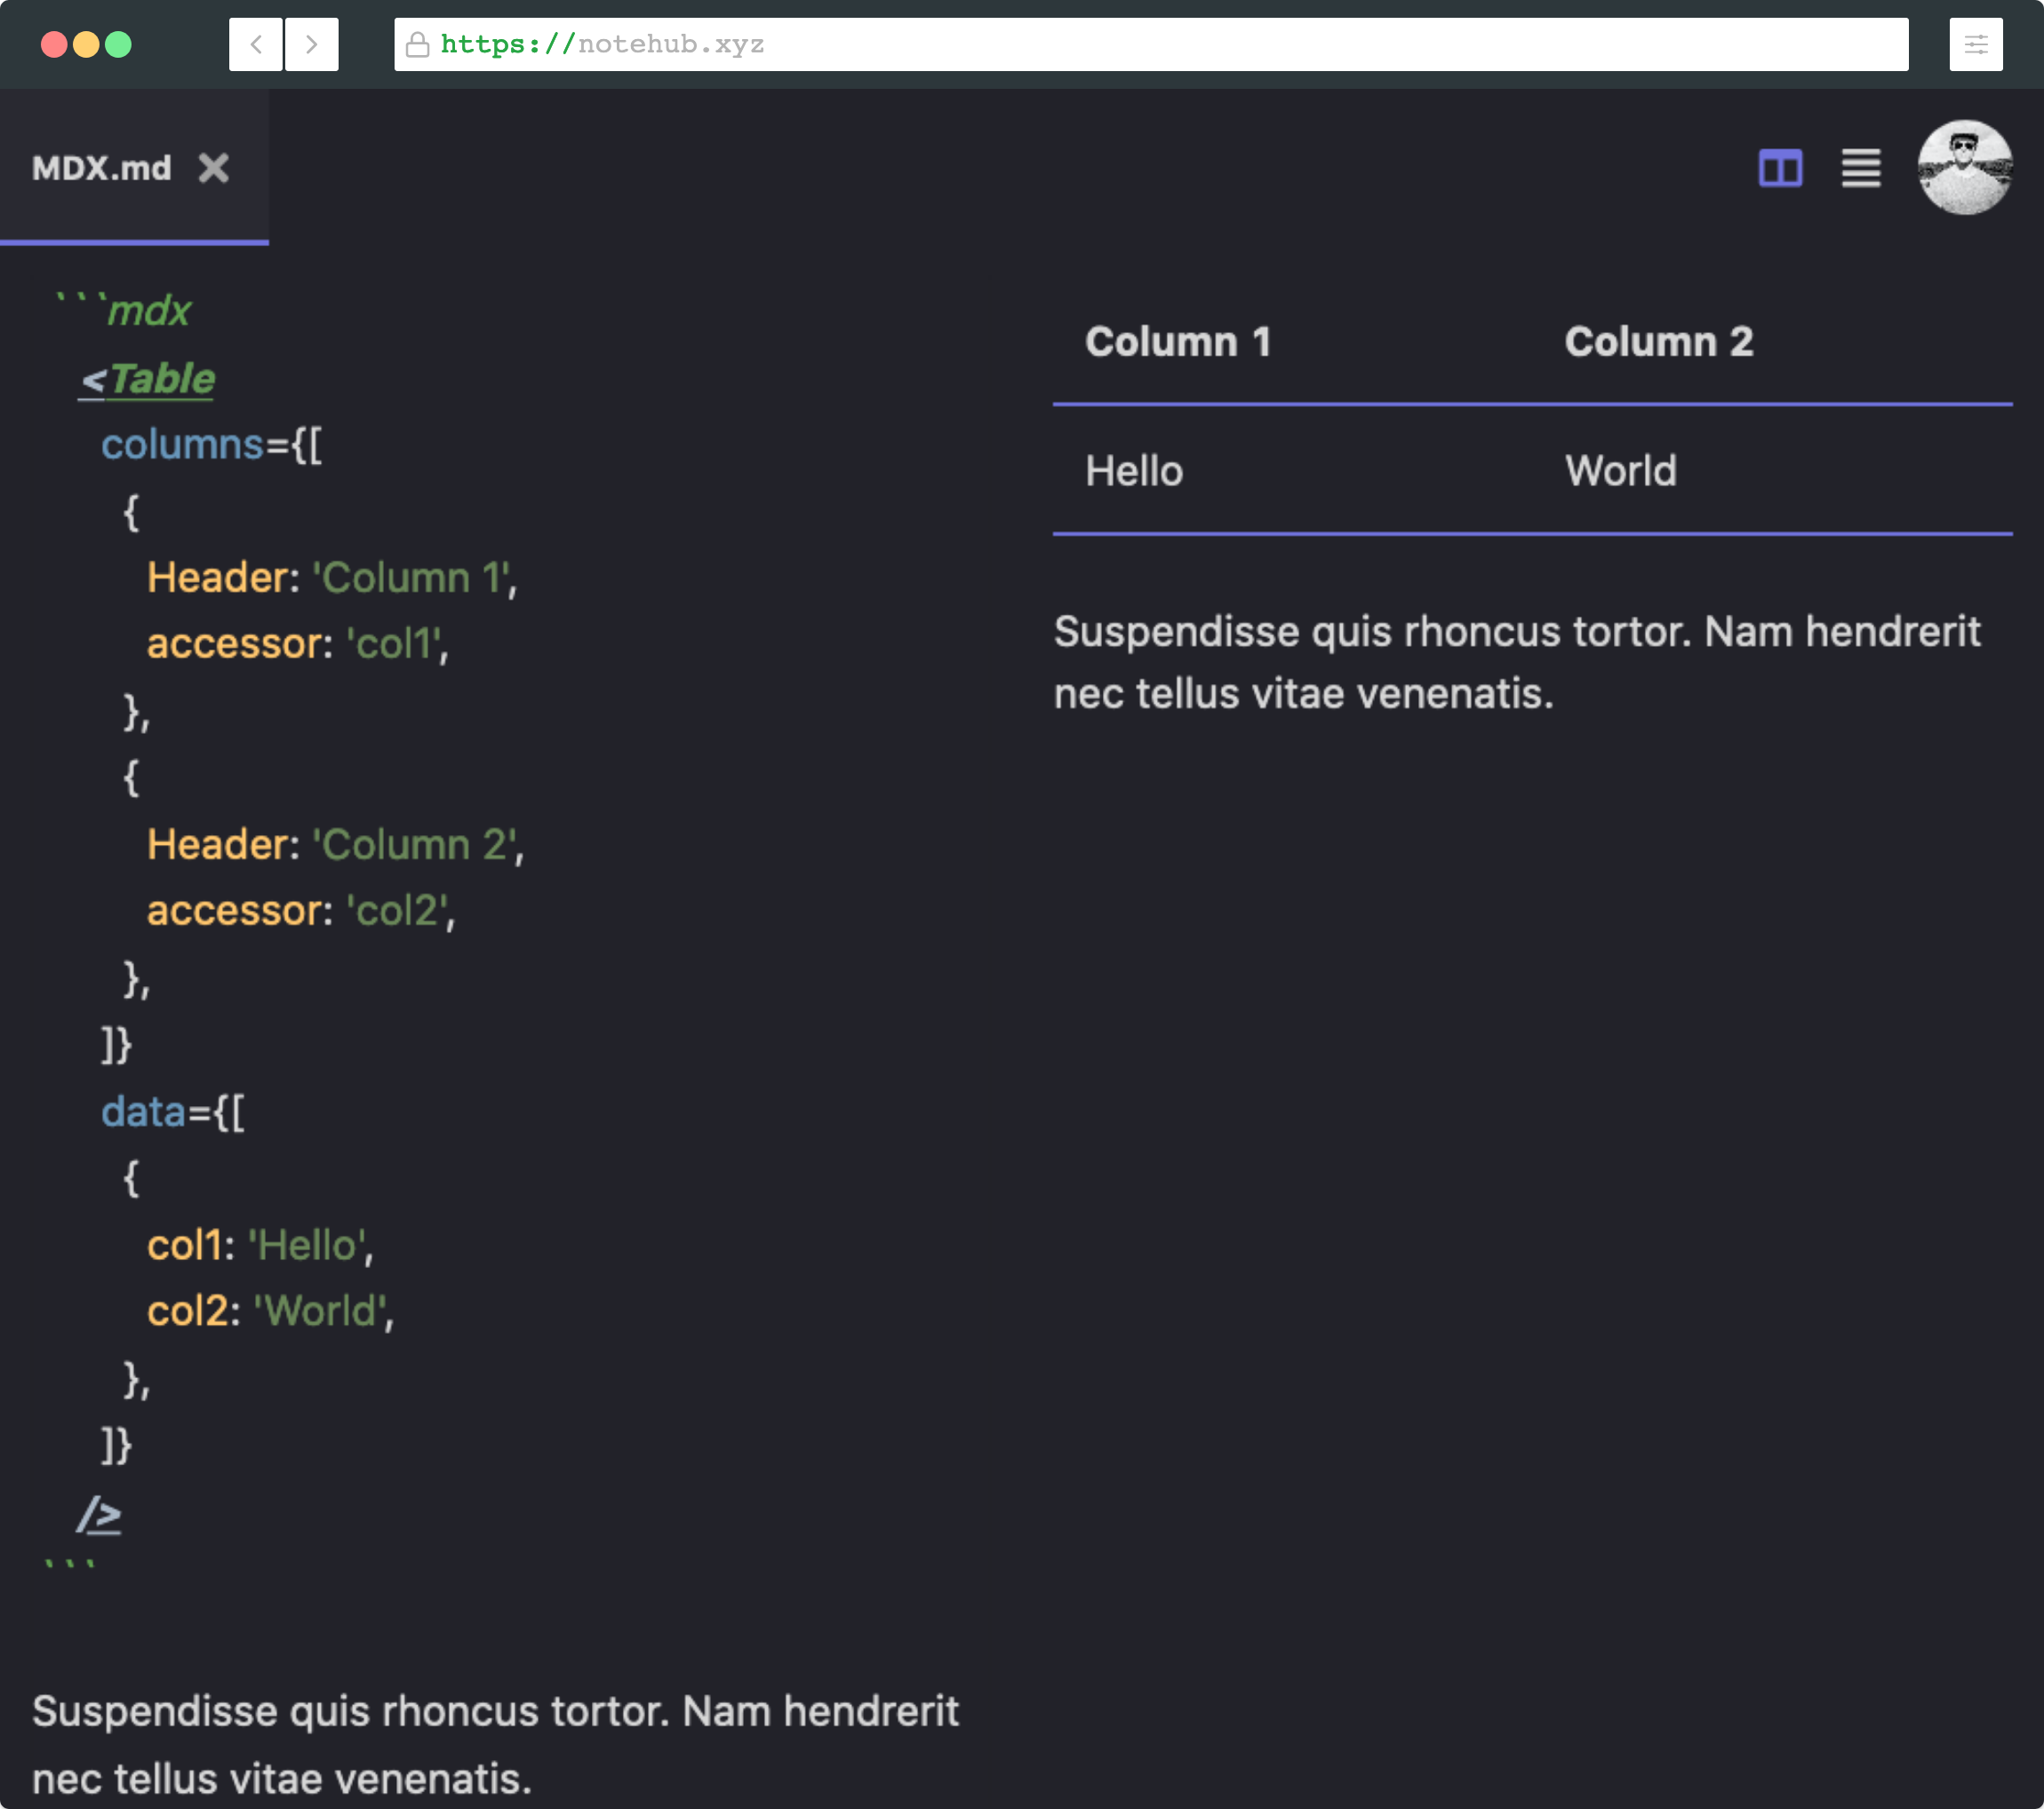 https://notehub.xyz
MDX.md
```mdx
<Table
columns={[
{
Header: 'Column 1',
accessor: 'col1',
},
{
Header: 'Column 2',
accessor: 'col2',
},
]}
data={[
{
col1: 'Hello',
col2: 'World',
},
]}
/>
```
Suspendisse quis rhoncus tortor. Nam hendrerit
nec tellus vitae venenatis.
Column 1 Column 2
Hello World
Suspendisse quis rhoncus tortor. Nam hendrerit
nec tellus vitae venenatis.